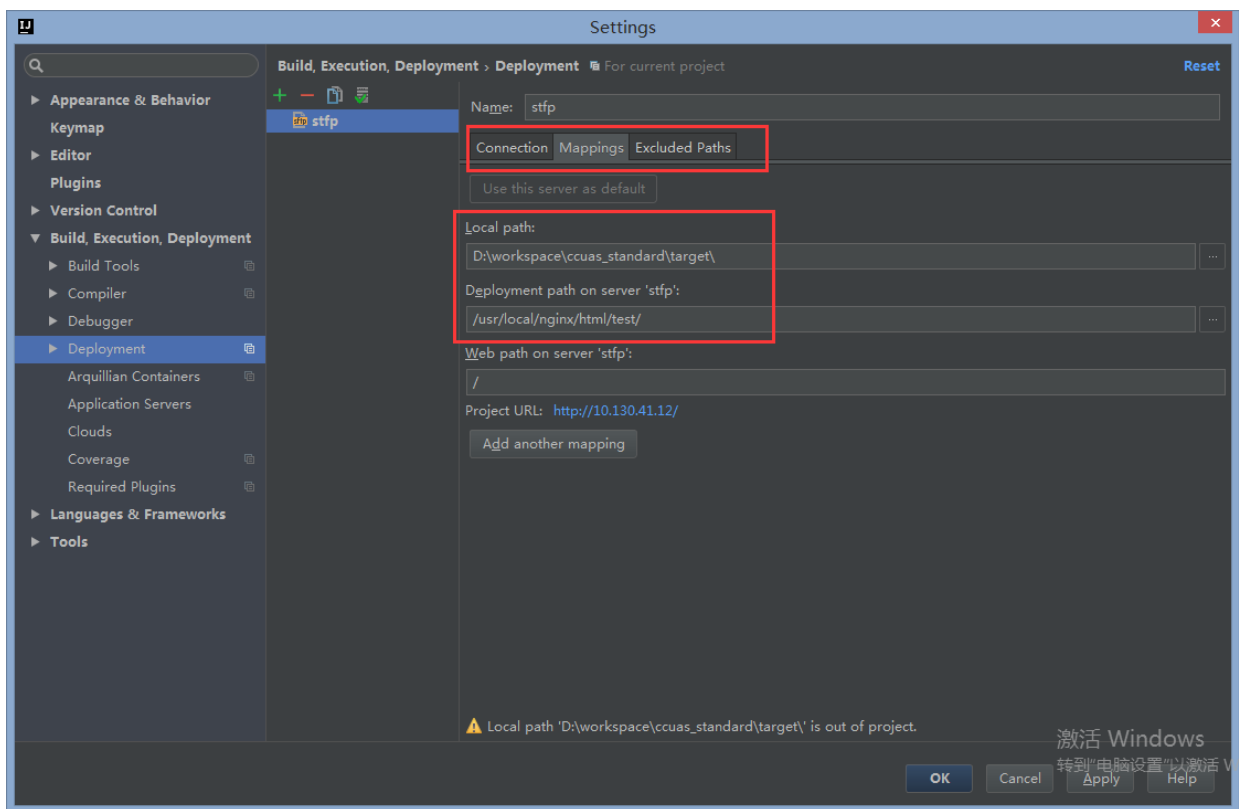 IJ
Settings
Build, Execution, Deployment › Deployment For current project
Reset
Appearance & Behavior
Keymap
Editor
Plugins
Version Control
Build, Execution, Deployment
Build Tools
Compiler
Debugger
Deployment
Arquillian Containers
Application Servers
Clouds
Coverage
Required Plugins
Languages & Frameworks
Tools
sftp stfp
Name: stfp
Connection Mappings Excluded Paths
Use this server as default
Local path:
D:\workspace\ccuas_standard\target\
...
Deployment path on server 'stfp':
/usr/local/nginx/html/test/
...
Web path on server 'stfp':
/
Project URL: http://10.130.41.12/
Add another mapping
Local path 'D:\workspace\ccuas_standard\target\' is out of project.
激活 Windows
转到"电脑设置"以激活 W
OK Cancel Apply Help